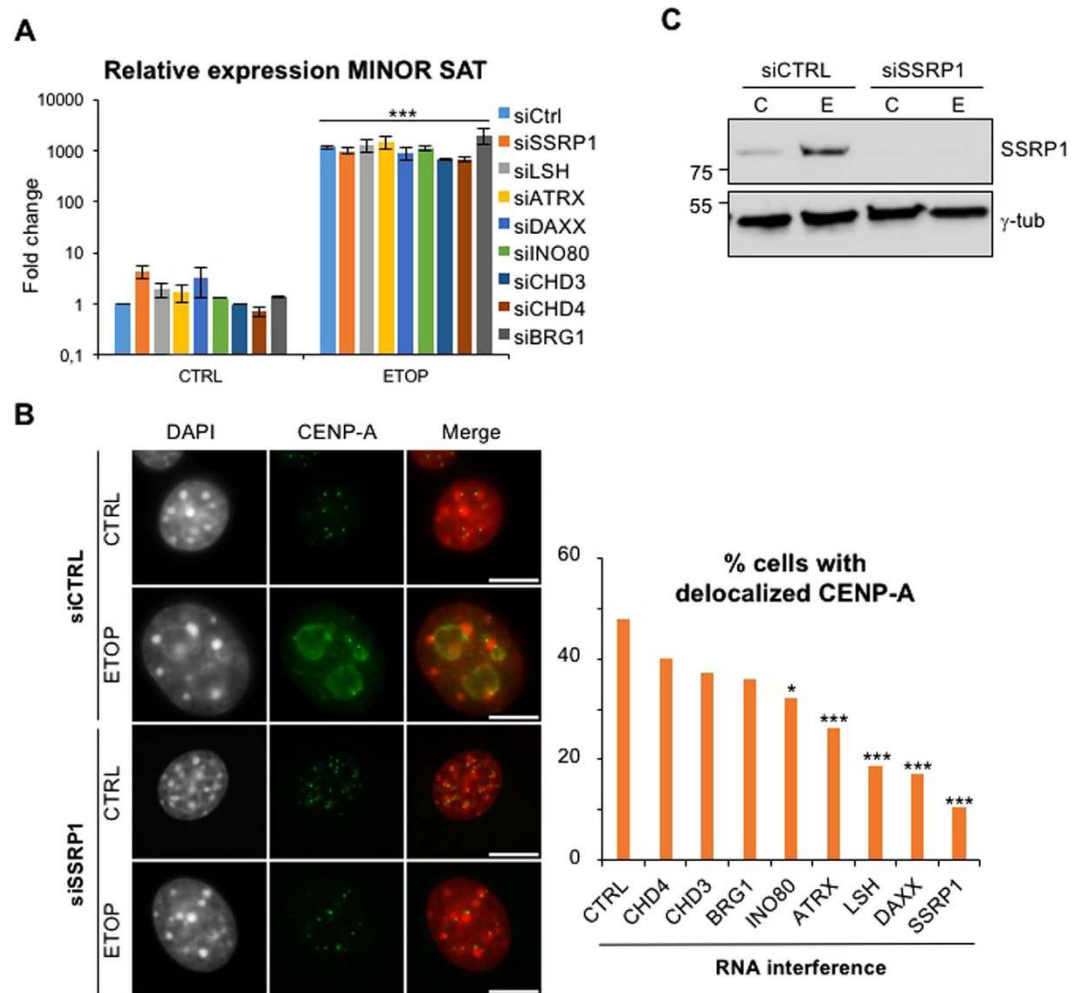 A
Relative expression MINOR SAT
Fold change
10000
1000
100
10
1
0,1
***
CTRL
ETOP
siCtrl
siSSRP1
siLSH
siATRX
siDAXX
siINO80
siCHD3
siCHD4
siBRG1
C
siCTRL siSSRP1
C E C E
75
55
SSRP1
γ-tub
B
DAPI CENP-A Merge
siCTRL
CTRL
ETOP
siSSRP1
CTRL
ETOP
% cells with
delocalized CENP-A
60
40
20
0
*
***
***
***
***
CTRL
CHD4
CHD3
BRG1
INO80
ATRX
LSH
DAXX
SSRP1
RNA interference